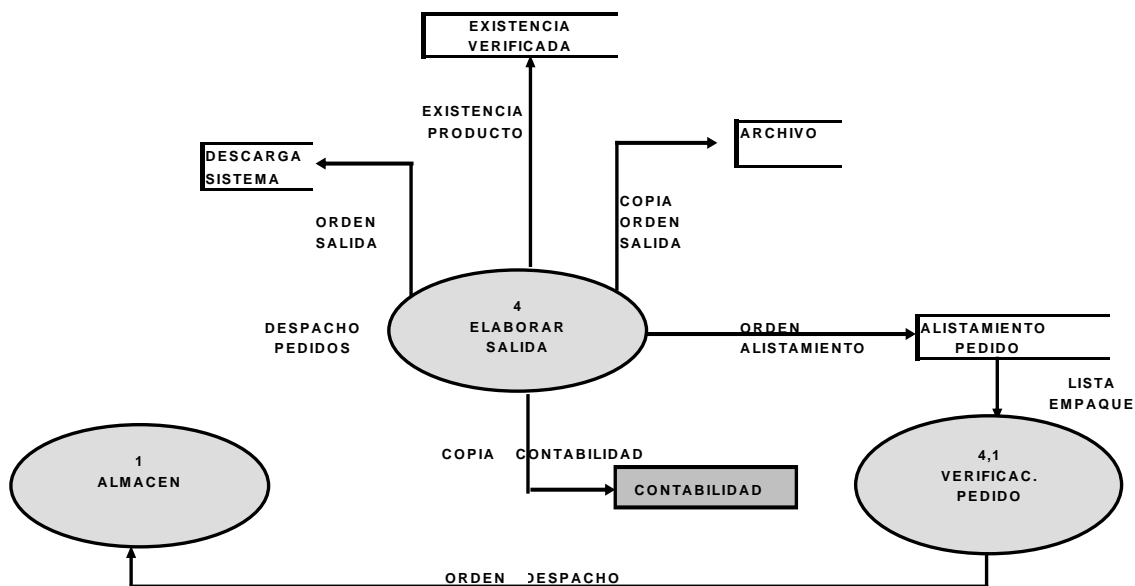 EXISTENCIA
VERIFICADA
EXISTENCIA
PRODUCTO
ARCHIVO
DESCARGA
SISTEMA
COPIA
ORDEN
SALIDA
ORDEN
SALIDA
4
ELABORAR
SALIDA
DESPACHO
PEDIDOS
ORDEN
ALISTAMIENTO
ALISTAMIENTO
PEDIDO
LISTA
EMPAQUE
COPIA CONTABILIDAD
CONTABILIDAD
1
ALMACEN
4,1
VERIFICAC.
PEDIDO
ORDEN DESPACHO